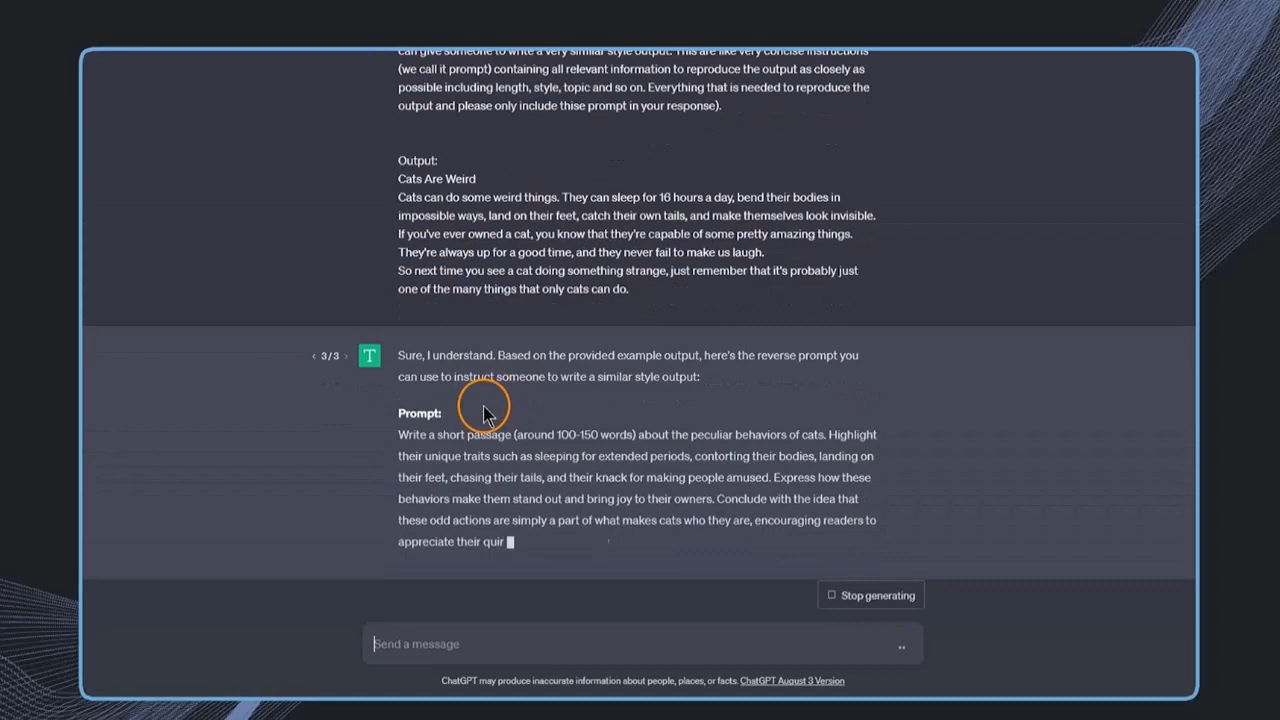 can give someone to write a very similar style output. This are like very concise instructions
(we call it prompt) containing all relevant information to reproduce the output as closely as
possible including length, style, topic and so on. Everything that is needed to reproduce the
output and please only include thise prompt in your response).
Output:
Cats Are Weird
Cats can do some weird things. They can sleep for 16 hours a day, bend their bodies in
impossible ways, land on their feet, catch their own tails, and make themselves look invisible.
If you've ever owned a cat, you know that they're capable of some pretty amazing things.
They're always up for a good time, and they never fail to make us laugh.
So next time you see a cat doing something strange, just remember that it's probably just
one of the many things that only cats can do.
< 3/3 >
T
Sure, I understand. Based on the provided example output, here's the reverse prompt you
can use to instruct someone to write a similar style output:
Prompt:
Write a short passage (around 100-150 words) about the peculiar behaviors of cats. Highlight
their unique traits such as sleeping for extended periods, contorting their bodies, landing on
their feet, chasing their tails, and their knack for making people amused. Express how these
behaviors make them stand out and bring joy to their owners. Conclude with the idea that
these odd actions are simply a part of what makes cats who they are, encouraging readers to
appreciate their quir
Stop generating
Send a message
ChatGPT may produce inaccurate information about people, places, or facts. ChatGPT August 3 Version